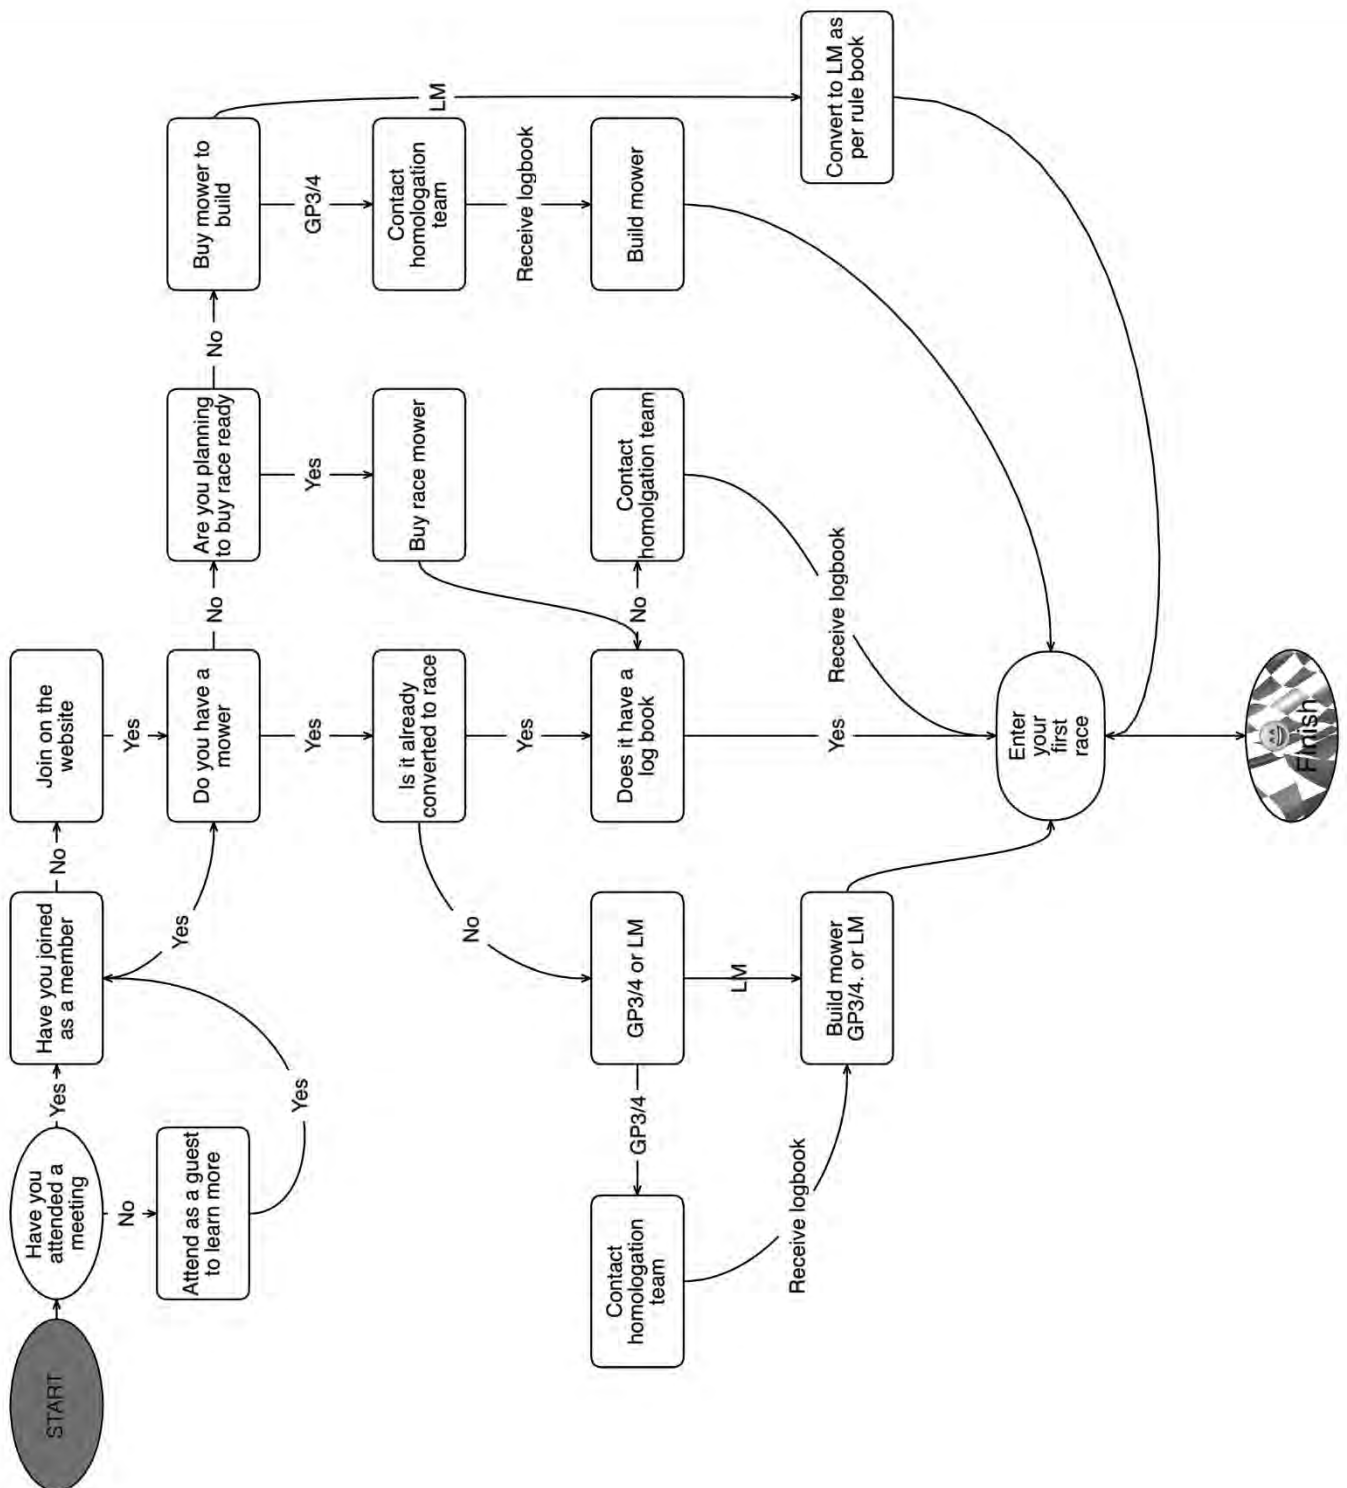 START
Have you
attended a
meeting
Yes
No
Attend as a guest
to learn more
Yes
Have you joined
as a member
No
Yes
Join on the
website
Yes
Do you have a
mower
No
Yes
Are you planning
to buy race ready
No
Yes
Buy mower to
build
GP3/4
LM
Contact
homologation
team
Receive logbook
Build mower
Convert to LM as
per rule book
Buy race mower
Is it already
converted to race
Yes
No
Does it have a
log book
No
Yes
Contact
homolgation team
Receive logbook
GP3/4 or LM
GP3/4
LM
Contact
homologation
team
Receive logbook
Build mower
GP3/4. or LM
Enter
your
first
race
Finish